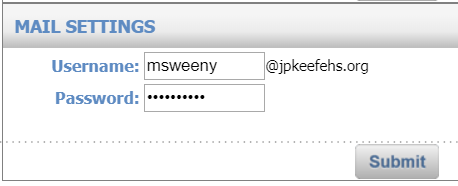 MAIL SETTINGS
Username: msweeny@jpkeefehs.org
Password: ••••••••••
Submit